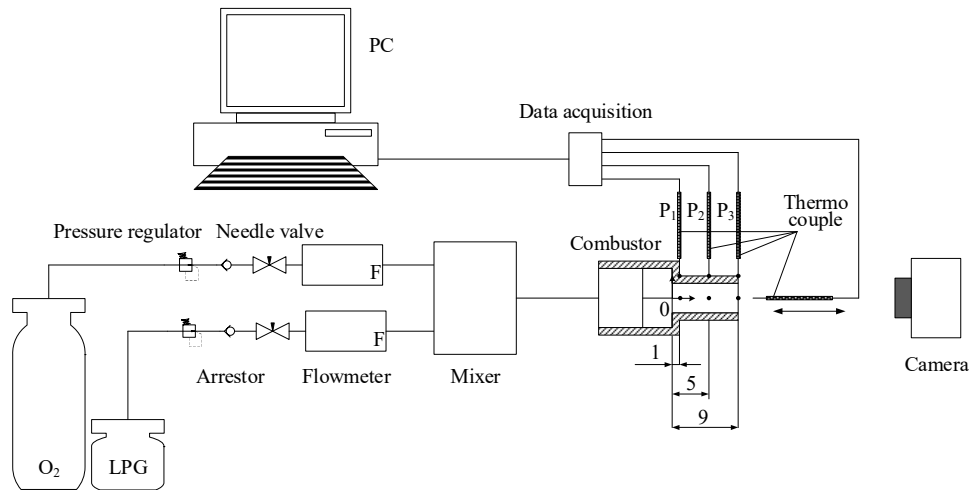 PC
Data acquisition
P1 P2 P3
Thermo
couple
Pressure regulator Needle valve
Combustor
F
0
F
1
Arrestor Flowmeter Mixer
Camera
5
9
O2 LPG